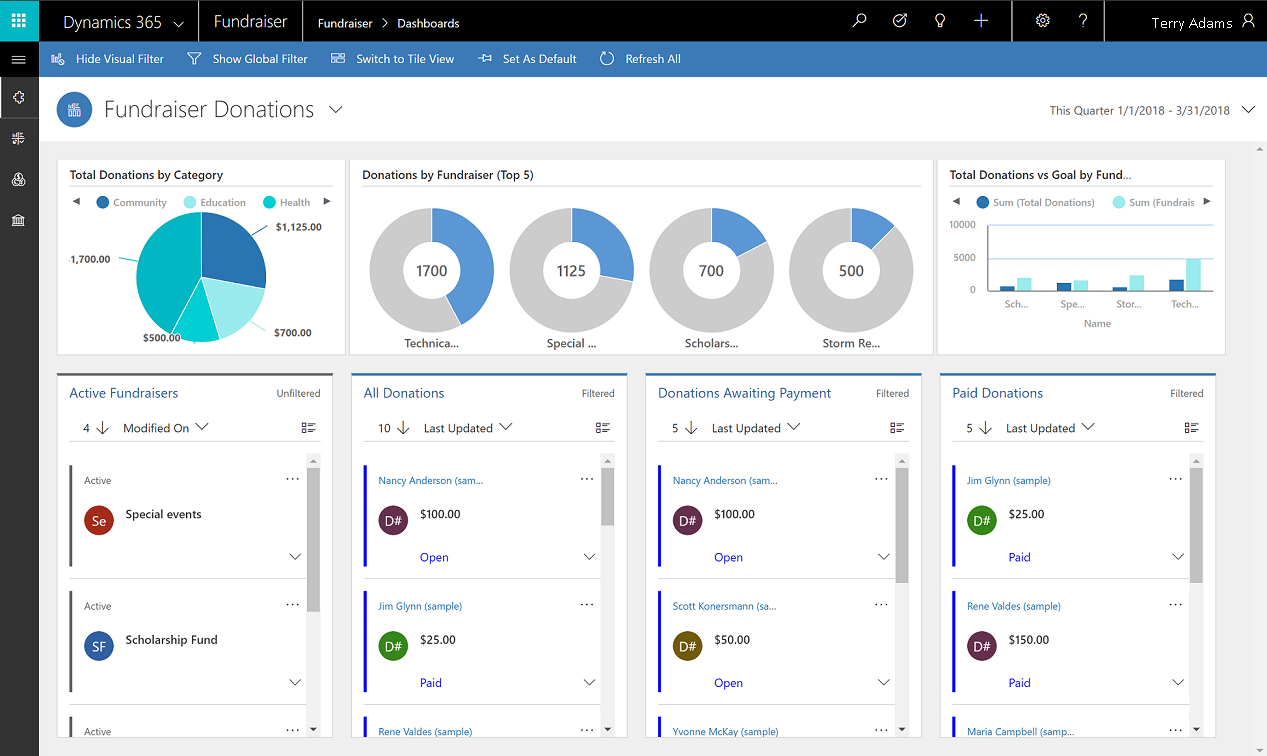 Dynamics 365 Fundraiser Fundraiser > Dashboards Terry Adams
Hide Visual Filter Show Global Filter Switch to Tile View Set As Default Refresh All
Fundraiser Donations
This Quarter 1/1/2018 - 3/31/2018
Total Donations by Category
Community Education Health
$1,125.00
1,700.00
$700.00
$500.00
Donations by Fundraiser (Top 5)
1700 1125 700 500
Technica... Special ... Scholars... Storm Re...
Total Donations vs Goal by Fund...
Sum (Total Donations) Sum (Fundrais
10000
5000
0
Sch... Spe... Stor... Tech...
Name
Active Fundraisers Unfiltered
4 Modified On
Active
Se Special events
Active
SF Scholarship Fund
Active
All Donations Filtered
10 Last Updated
Nancy Anderson (sam...
D# $100.00
Open
Jim Glynn (sample)
D# $25.00
Paid
Rene Valdes (sample)
Donations Awaiting Payment Filtered
5 Last Updated
Nancy Anderson (sam...
D# $100.00
Open
Scott Konersmann (sa...
D# $50.00
Open
Yvonne McKay (sample)
Paid Donations Filtered
5 Last Updated
Jim Glynn (sample)
D# $25.00
Paid
Rene Valdes (sample)
D# $150.00
Paid
Maria Campbell (samp...